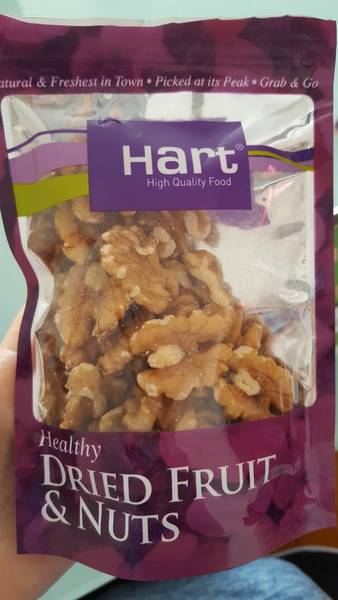 atural & Freshest in Town • Picked at its Peak • Grab & Go
Hart®
High Quality Food
Healthy
DRIED FRUIT
& NUTS